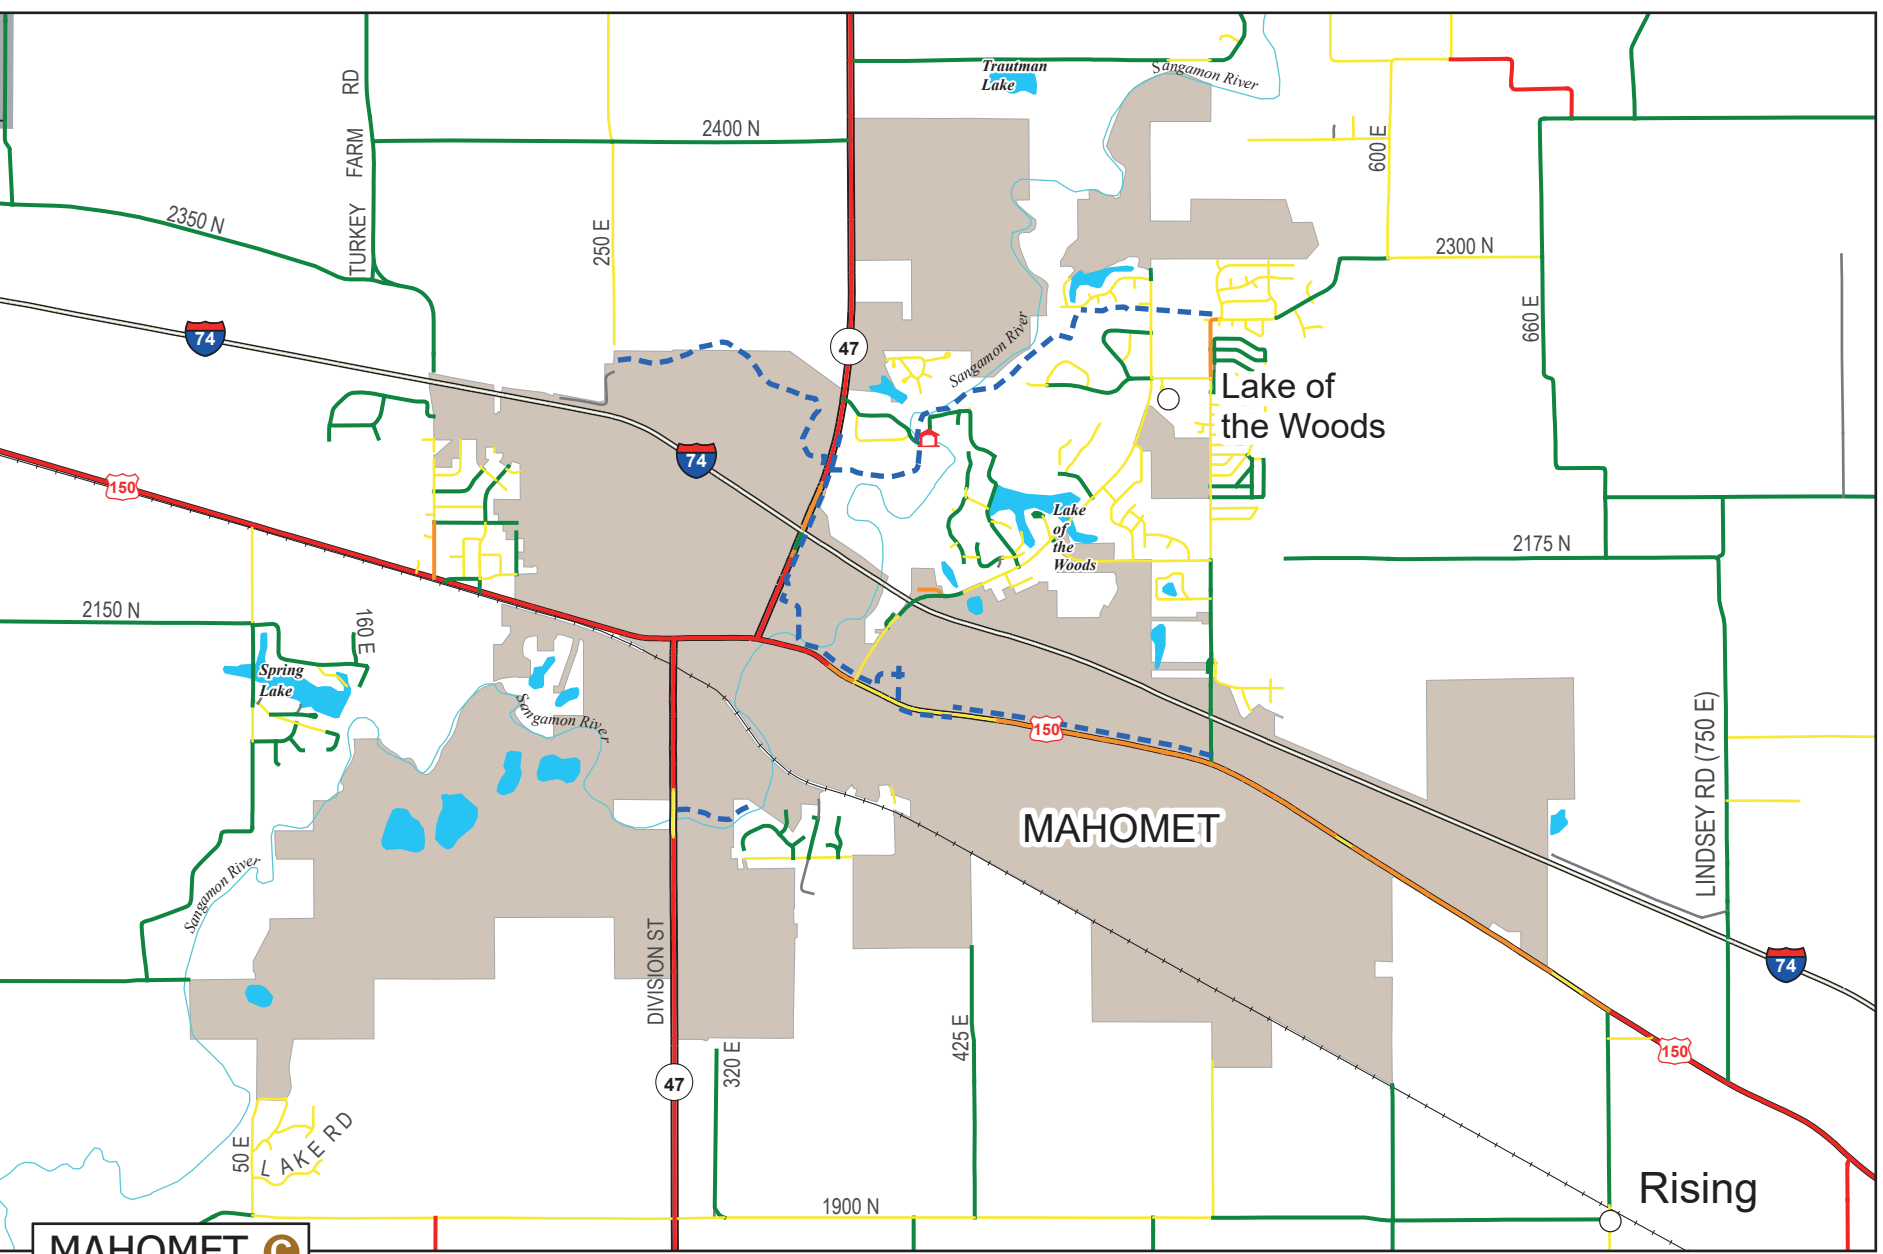 Trautman
Lake
Sangamon River
RD
FARM
TURKEY
2400 N
600 E
2350 N
250 E
2300 N
660 E
74
47
Sangamon River
Lake of
the Woods
74
150
Lake
of
the
Woods
2175 N
2150 N
160 E
Spring
Lake
Sangamon River
150
LINDSEY RD (750 E)
MAHOMET
Sangamon River
DIVISION ST
74
425 E
320 E
47
150
50 E
LAKE RD
Rising
1900 N
MAHOMET C